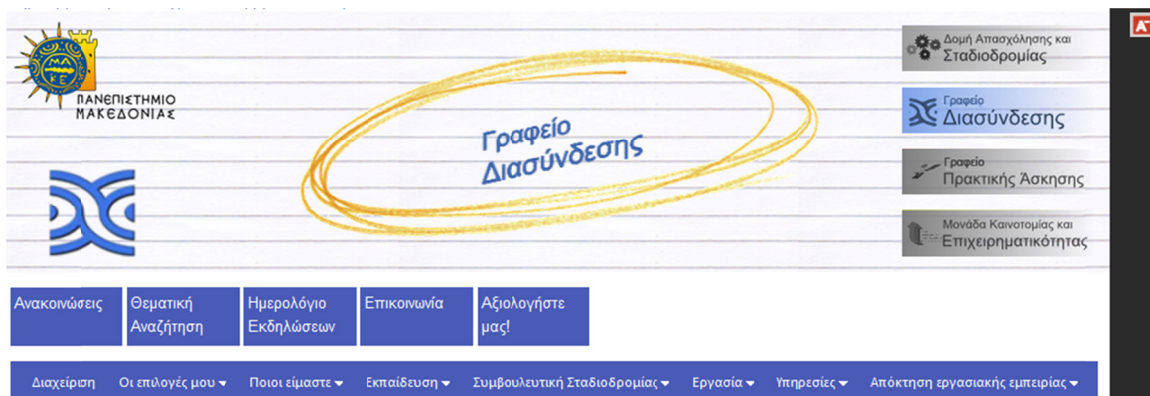 ΠΑΝΕΠΙΣΤΗΜΙΟ
ΜΑΚΕΔΟΝΙΑΣ
ΜΑ
ΚΕ
Γραφείο
Διασύνδεσης
Δομή Απασχόλησης και
Σταδιοδρομίας
Γραφείο
Διασύνδεσης
Γραφείο
Πρακτικής Άσκησης
Μονάδα Καινοτομίας και
Επιχειρηματικότητας
Ανακοινώσεις
Θεματική
Αναζήτηση
Ημερολόγιο
Εκδηλώσεων
Επικοινωνία
Αξιολογήστε
μας!
Διαχείριση Οι επιλογές μου Ποιοι είμαστε Εκπαίδευση Συμβουλευτική Σταδιοδρομίας Εργασία Υπηρεσίες Απόκτηση εργασιακής εμπειρίας